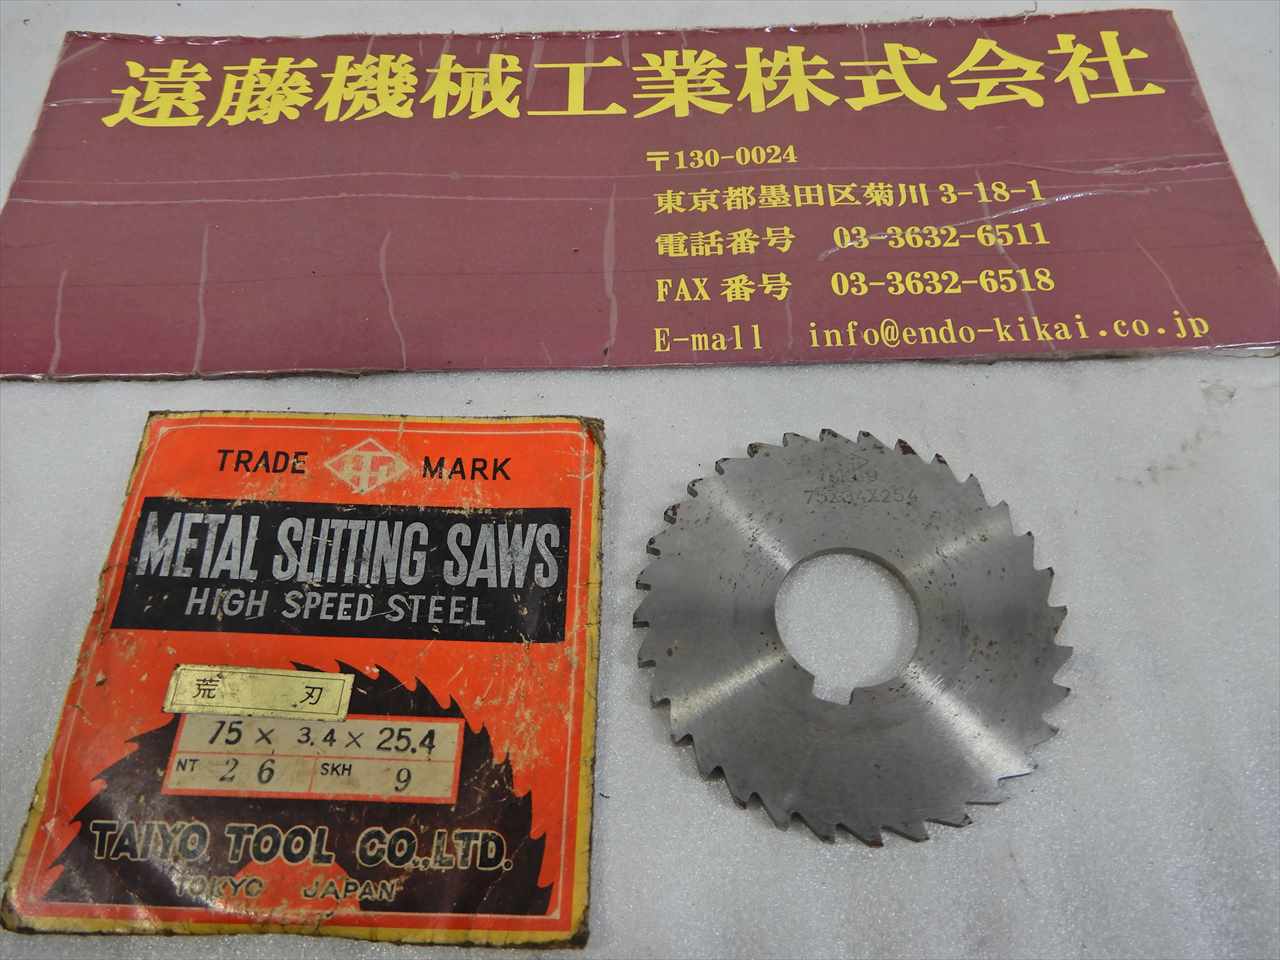 遠藤機械工業株式会社
〒130-0024
東京都墨田区菊川 3-18-1
電話番号 03-3632-6511
FAX 番号 03-3632-6518
E-mall info@endo-kikai.co.jp
TRADE MARK
METAL SLITTING SAWS
HIGH SPEED STEEL
荒 刃
75 × 3.4 × 25.4
NT 26 SKH 9
TAIYO TOOL CO.,LTD.
TOKYO JAPAN
75X34X254